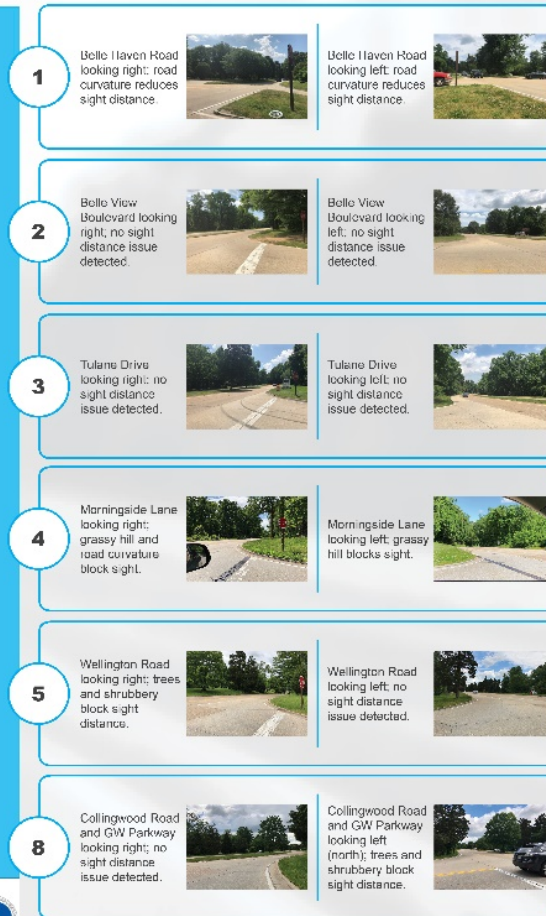 1
Belle Haven Road
looking right; road
curvature reduces
sight distance.
Belle Haven Road
looking left; road
curvature reduces
sight distance.
2
Belle View
Boulevard looking
right; no sight
distance issue
detected.
Belle View
Boulevard looking
left; no sight
distance issue
detected.
3
Tulane Drive
looking right; no
sight distance
issue detected.
Tulane Drive
looking left; no
sight distance
issue detected.
4
Morningside Lane
looking right;
grassy hill and
road curvature
block sight.
Morningside Lane
looking left; grassy
hill blocks sight.
5
Wellington Road
looking right; trees
and shrubbery
block sight
distance.
Wellington Road
looking left; no
sight distance
issue detected.
8
Collingwood Road
and GW Parkway
looking right; no
sight distance
issue detected.
Collingwood Road
and GW Parkway
looking left
(north); trees and
shrubbery block
sight distance.